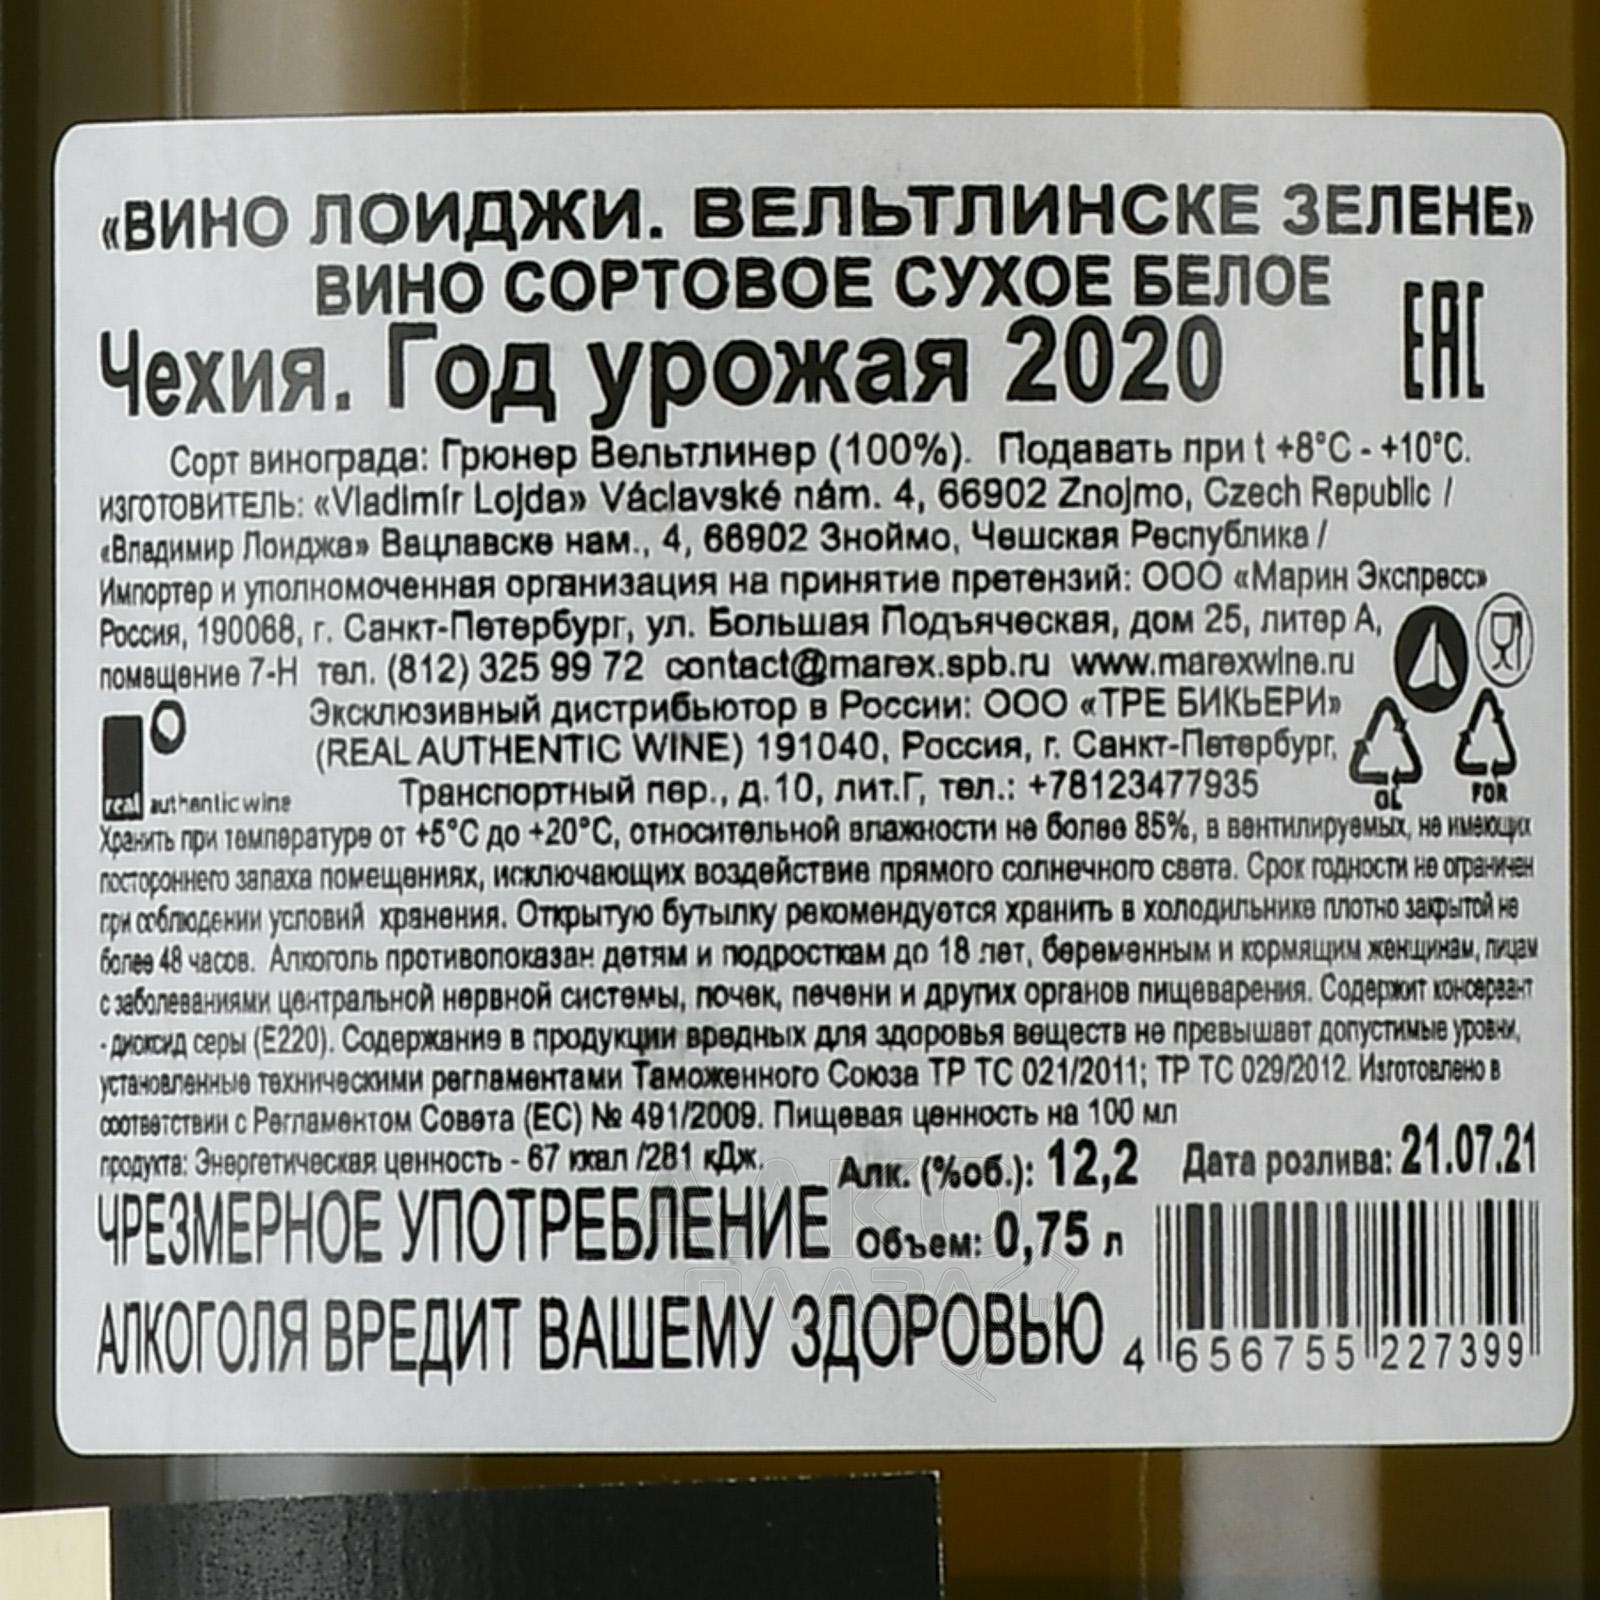 «ВИНО ЛОИДЖИ. ВЕЛЬТЛИНСКЕ ЗЕЛЕНЕ»
ВИНО СОРТОВОЕ СУХОЕ БЕЛОЕ
Чехия. Год урожая 2020
EAC
Сорт винограда: Грюнер Вельтлинер (100%). Подавать при t +8°C - +10°C.
ИЗГОТОВИТЕЛЬ: «Vladimír Lojda» Václavské nám. 4, 66902 Znojmo, Czech Republic /
«Владимир Лоиджа» Вацлавске нам., 4, 66902 Зноймо, Чешская Республика /
Импортер и уполномоченная организация на принятие претензий: ООО «Марин Экспресс»
Россия, 190068, г. Санкт-Петербург, ул. Большая Подъяческая, дом 25, литер А,
помещение 7-Н тел. (812) 325 99 72 contact@marex.spb.ru www.marexwine.ru
Эксклюзивный дистрибьютор в России: ООО «ТРЕ БИКЬЕРИ»
(REAL AUTHENTIC WINE) 191040, Россия, г. Санкт-Петербург,
Транспортный пер., д.10, лит.Г, тел.: +78123477935
real authentic wine
GL FOR
Хранить при температуре от +5°C до +20°C, относительной влажности не более 85%, в вентилируемых, не имеющих
постороннего запаха помещениях, исключающих воздействие прямого солнечного света. Срок годности не ограничен
при соблюдении условий хранения. Открытую бутылку рекомендуется хранить в холодильнике плотно закрытой не
более 48 часов. Алкоголь противопоказан детям и подросткам до 18 лет, беременным и кормящим женщинам, лицам
с заболеваниями центральной нервной системы, почек, печени и других органов пищеварения. Содержит консервант
- диоксид серы (E220). Содержание в продукции вредных для здоровья веществ не превышает допустимые уровни,
установленные техническими регламентами Таможенного Союза ТР ТС 021/2011; ТР ТС 029/2012. Изготовлено в
соответствии с Регламентом Совета (ЕС) № 491/2009. Пищевая ценность на 100 мл
продукта: Энергетическая ценность - 67 ккал /281 кДж.
Алк. (%об.): 12,2 Дата розлива: 21.07.21
ЧРЕЗМЕРНОЕ УПОТРЕБЛЕНИЕ Объем: 0,75 л
АЛКОГОЛЯ ВРЕДИТ ВАШЕМУ ЗДОРОВЬЮ
4 656755 227399
АЛКО
ПЛАЗА